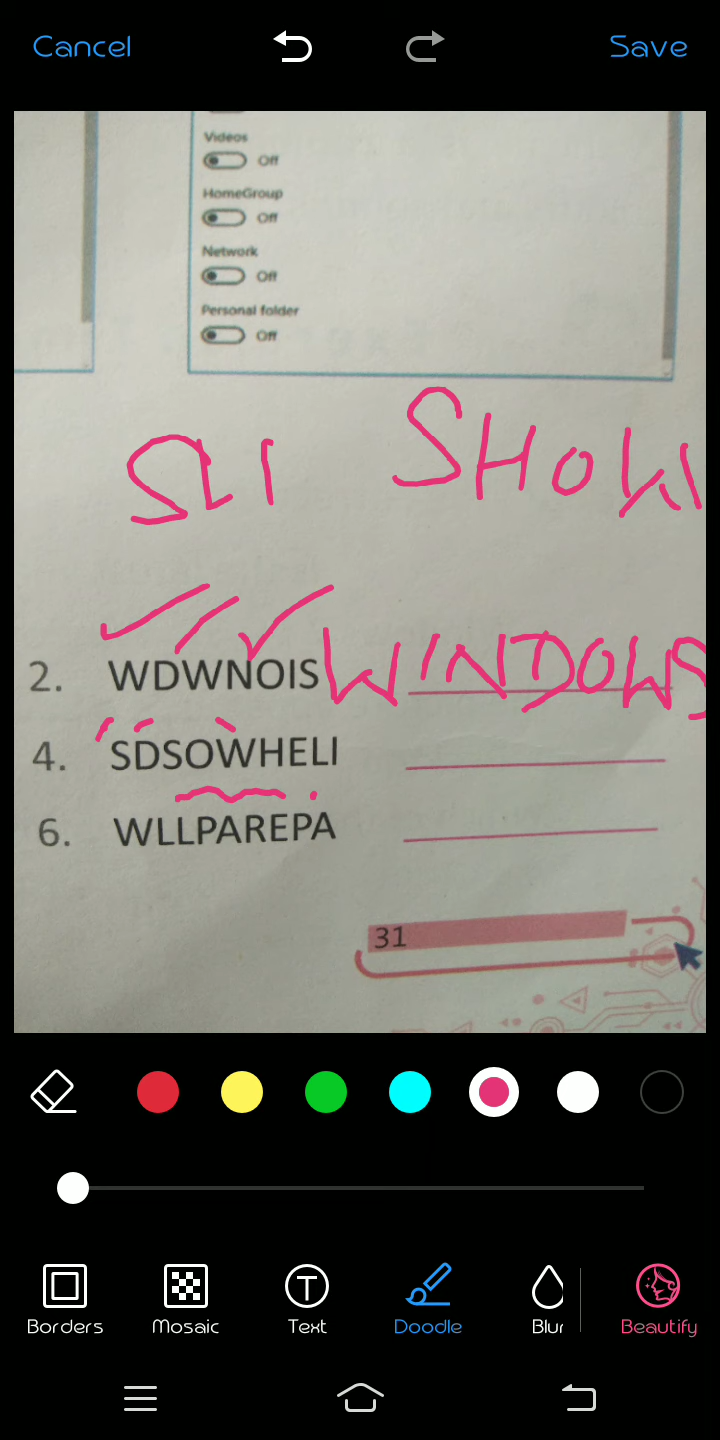 Cancel Save
Videos
Off
HomeGroup
Off
Network
Off
Personal folder
Off
SLI SHOW
2. WDWNOIS WINDOWS
4. SDSOWHELI
6. WLLPAREPA
31
Borders Mosaic Text Doodle Blur Beautify